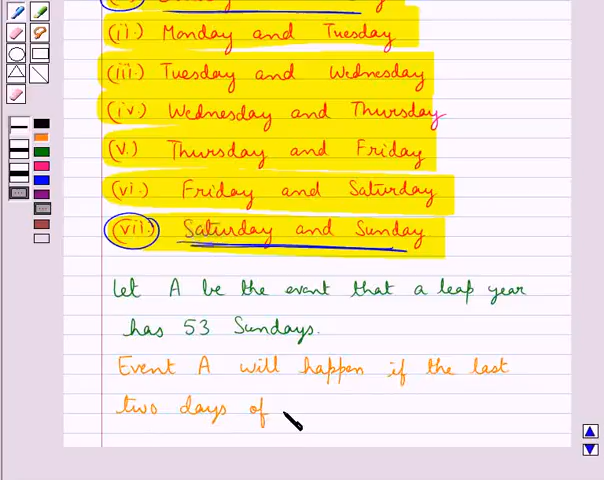 (ii.) Monday and Tuesday
(iii.) Tuesday and Wednesday
(iv.) Wednesday and Thursday
(v.) Thursday and Friday
(vi.) Friday and Saturday
(vii.) Saturday and Sunday
Let A be the event that a leap year
has 53 Sundays.
Event A will happen if the last
two days of